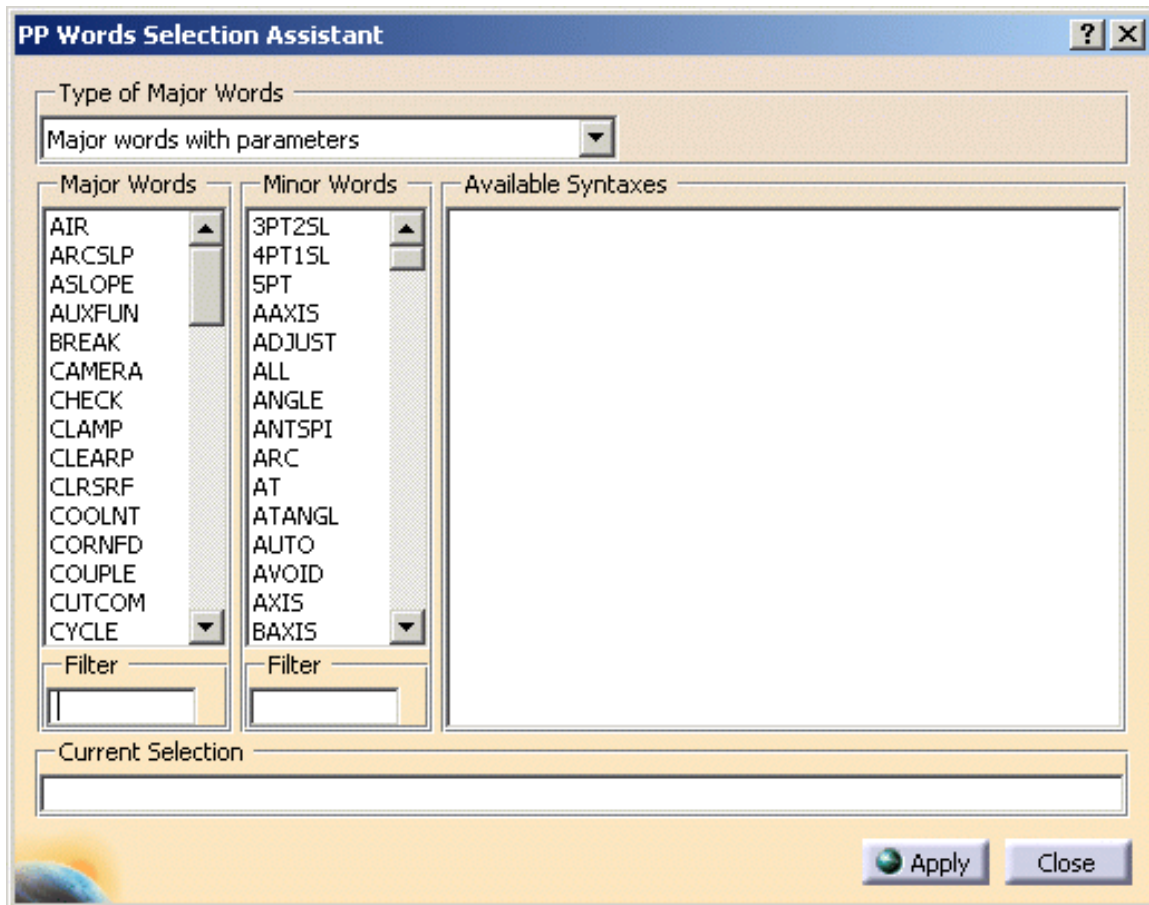 PP Words Selection Assistant
Type of Major Words
Major words with parameters
Major Words
AIR
ARCSLP
ASLOPE
AUXFUN
BREAK
CAMERA
CHECK
CLAMP
CLEARP
CLRSRF
COOLNT
CORNFD
COUPLE
CUTCOM
CYCLE
Filter
Minor Words
3PT2SL
4PT1SL
5PT
AAXIS
ADJUST
ALL
ANGLE
ANTSPI
ARC
AT
ATANGL
AUTO
AVOID
AXIS
BAXIS
Filter
Available Syntaxes
Current Selection
Apply
Close